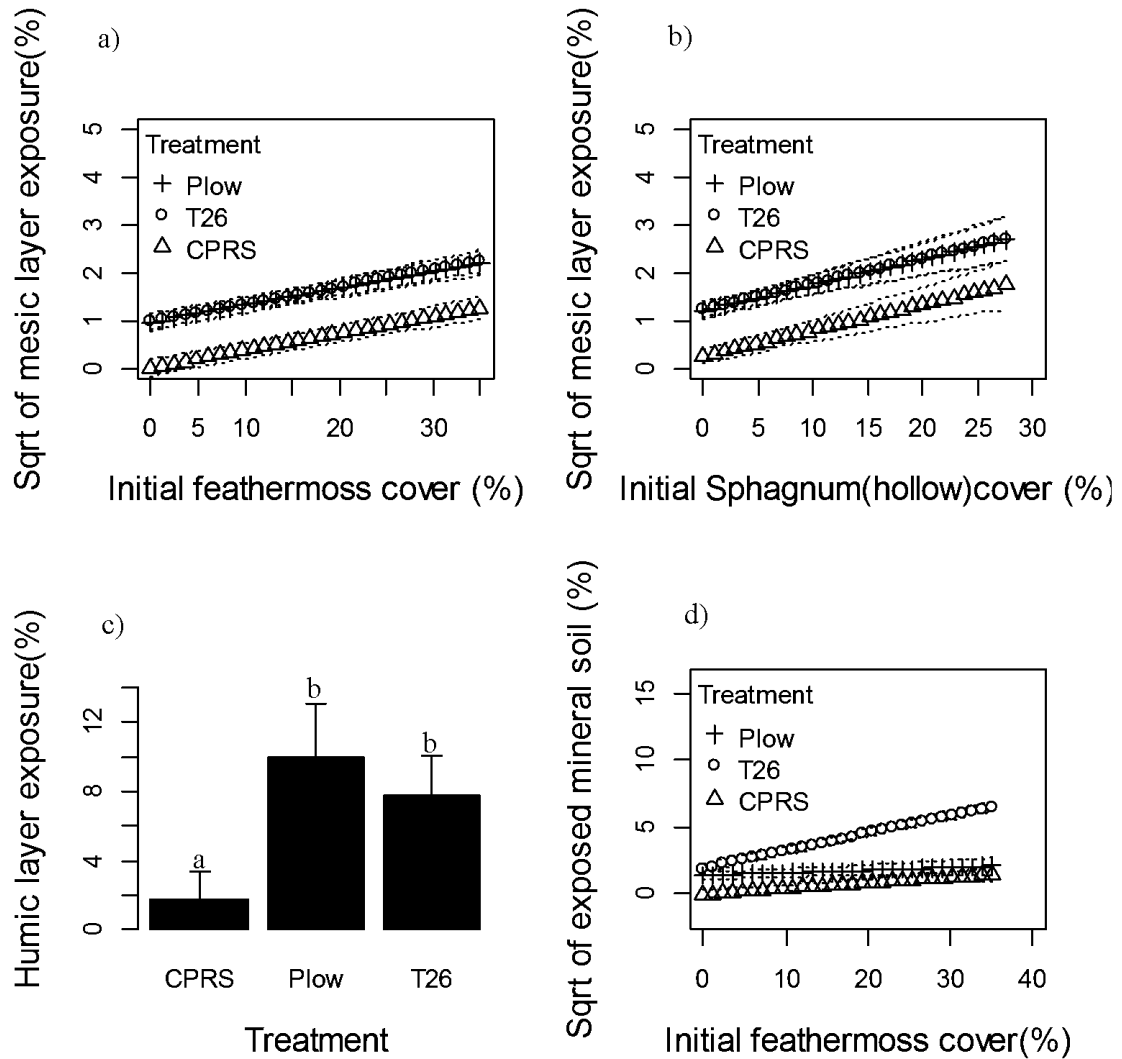 a)
Sqrt of mesic layer exposure(%)
5
4
3
2
1
0
Treatment
Plow
T26
CPRS
0 5 10 20 30
Initial feathermoss cover (%)
b)
Sqrt of mesic layer exposure(%)
5
4
3
2
1
0
Treatment
Plow
T26
CPRS
0 5 10 15 20 25 30
Initial Sphagnum(hollow)cover (%)
c)
Humic layer exposure(%)
12
8
4
0
a
b
b
CPRS Plow T26
Treatment
d)
Sqrt of exposed mineral soil (%)
15
10
5
0
Treatment
Plow
T26
CPRS
0 10 20 30 40
Initial feathermoss cover(%)